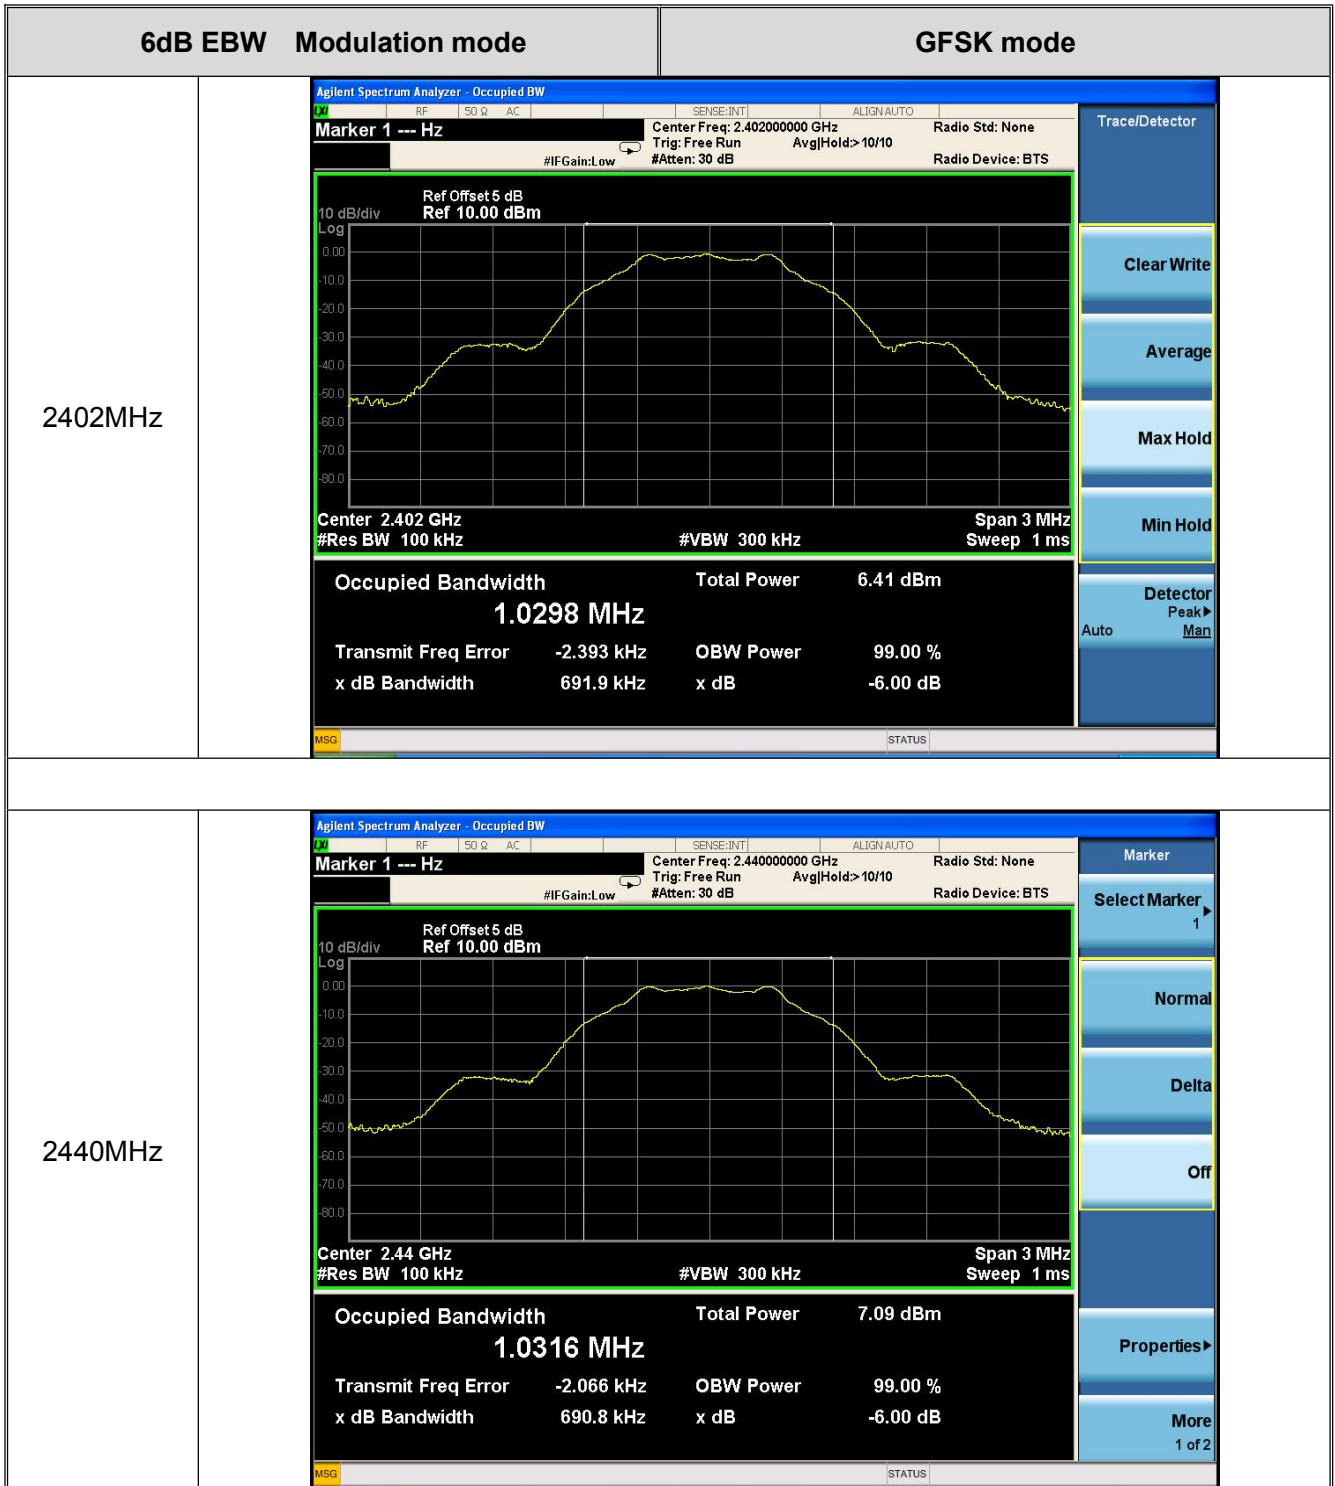 6dB EBW Modulation mode GFSK mode
2402MHz
Agilent Spectrum Analyzer - Occupied BW
LXI RF 50 Ω AC SENSE:INT ALIGN AUTO
Marker 1 --- Hz
Center Freq: 2.402000000 GHz Radio Std: None
Trig: Free Run Avg|Hold:> 10/10
#IFGain:Low #Atten: 30 dB Radio Device: BTS
Trace/Detector
Ref Offset 5 dB
10 dB/div Ref 10.00 dBm
Log
0.00
-10.0
-20.0
-30.0
-40.0
-50.0
-60.0
-70.0
-80.0
Center 2.402 GHz Span 3 MHz
#Res BW 100 kHz #VBW 300 kHz Sweep 1 ms
Occupied Bandwidth Total Power 6.41 dBm
1.0298 MHz
Transmit Freq Error -2.393 kHz OBW Power 99.00 %
x dB Bandwidth 691.9 kHz x dB -6.00 dB
Clear Write
Average
Max Hold
Min Hold
Detector
Peak▶
Auto Man
MSG STATUS
2440MHz
Agilent Spectrum Analyzer - Occupied BW
LXI RF 50 Ω AC SENSE:INT ALIGN AUTO
Marker 1 --- Hz
Center Freq: 2.440000000 GHz Radio Std: None
Trig: Free Run Avg|Hold:> 10/10
#IFGain:Low #Atten: 30 dB Radio Device: BTS
Marker
Ref Offset 5 dB
10 dB/div Ref 10.00 dBm
Log
0.00
-10.0
-20.0
-30.0
-40.0
-50.0
-60.0
-70.0
-80.0
Center 2.44 GHz Span 3 MHz
#Res BW 100 kHz #VBW 300 kHz Sweep 1 ms
Occupied Bandwidth Total Power 7.09 dBm
1.0316 MHz
Transmit Freq Error -2.066 kHz OBW Power 99.00 %
x dB Bandwidth 690.8 kHz x dB -6.00 dB
Select Marker▶
1
Normal
Delta
Off
Properties▶
More
1 of 2
MSG STATUS